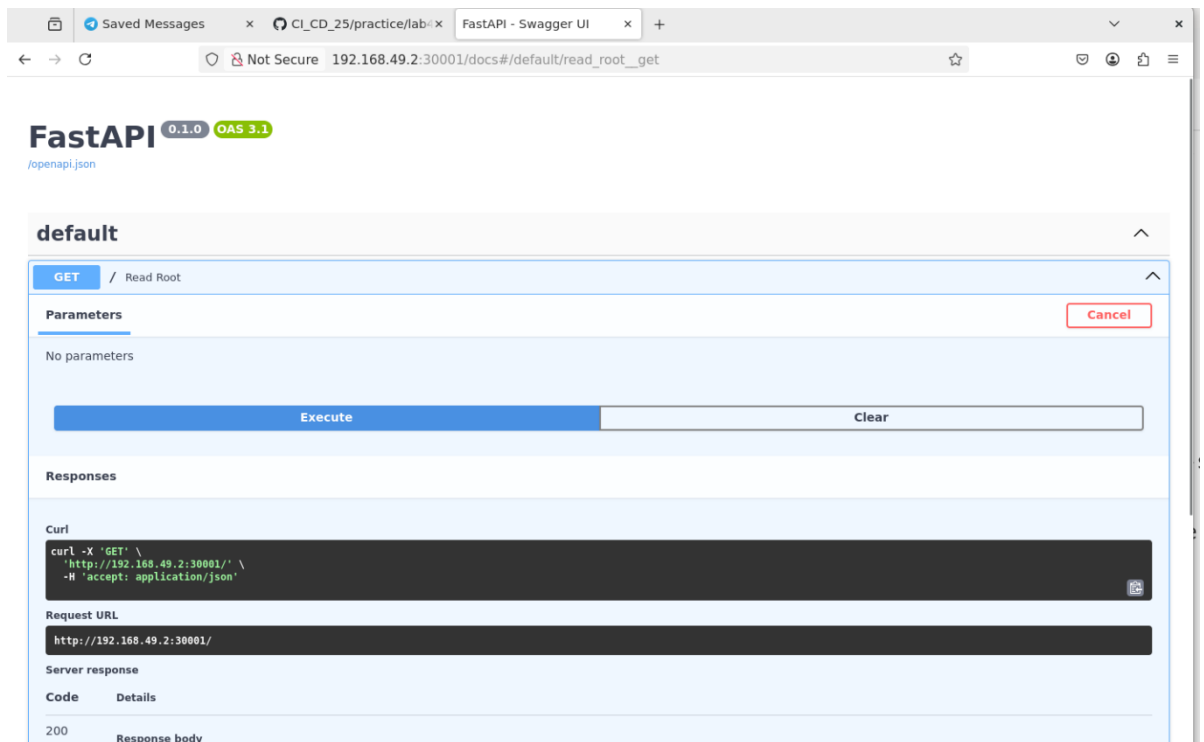 Saved Messages
CI_CD_25/practice/lab4
FastAPI - Swagger UI
Not Secure 192.168.49.2:30001/docs#/default/read_root__get
FastAPI 0.1.0 OAS 3.1
/openapi.json
default
GET / Read Root
Parameters
Cancel
No parameters
Execute
Clear
Responses
Curl
curl -X 'GET' \
'http://192.168.49.2:30001/' \
-H 'accept: application/json'
Request URL
http://192.168.49.2:30001/
Server response
Code Details
200
Response body